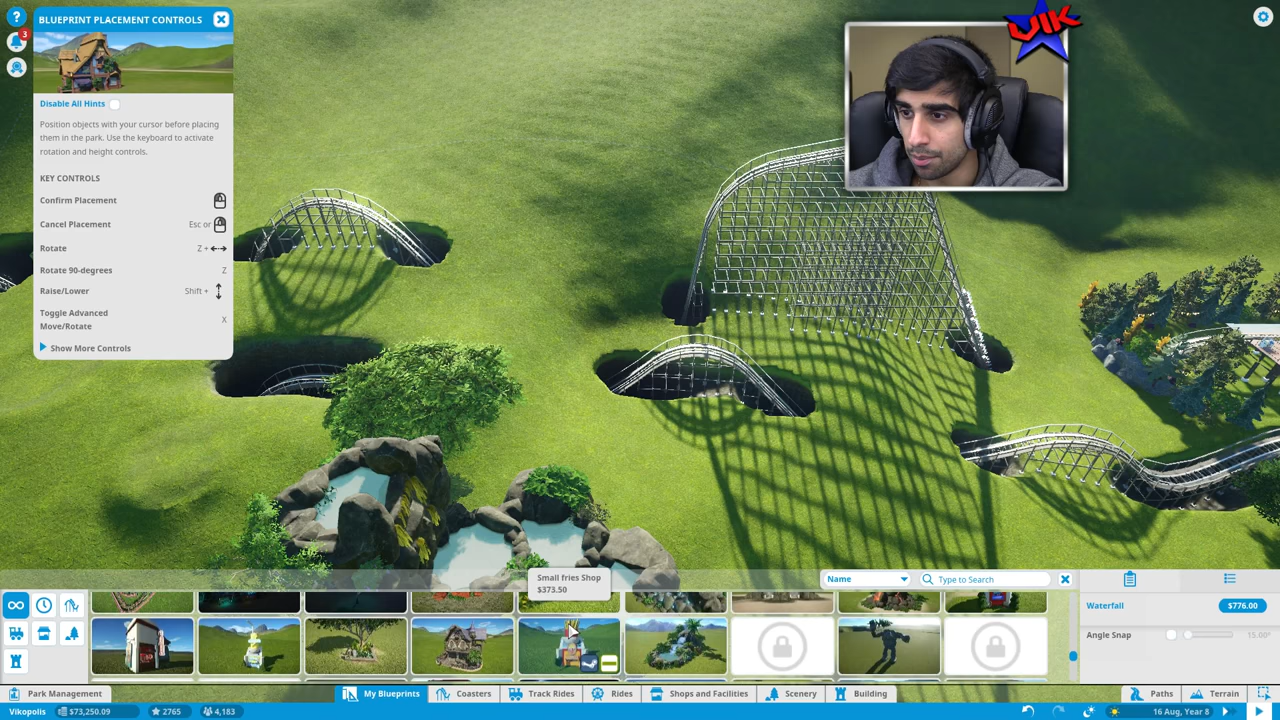 ?
3
BLUEPRINT PLACEMENT CONTROLS
Disable All Hints
Position objects with your cursor before placing
them in the park. Use the keyboard to activate
rotation and height controls.
KEY CONTROLS
Confirm Placement
Cancel Placement Esc or
Rotate Z +
Rotate 90-degrees Z
Raise/Lower Shift +
Toggle Advanced
Move/Rotate X
Show More Controls
VIK
Small fries Shop
$373.50
Name Type to Search
Waterfall $776.00
Angle Snap 15.00°
Park Management My Blueprints Coasters Track Rides Rides Shops and Facilities Scenery Building Paths Terrain
Vikopolis $73,250.09 2765 4,183 16 Aug, Year 8